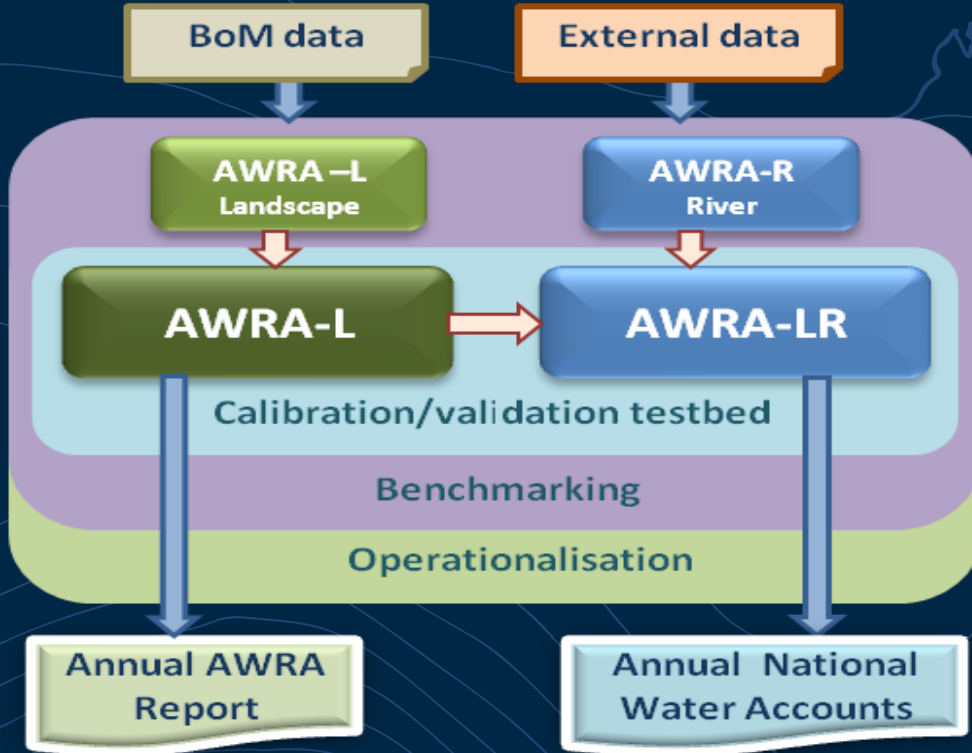 BoM data
External data
AWRA –L
Landscape
AWRA-R
River
AWRA-L
AWRA-LR
Calibration/validation testbed
Benchmarking
Operationalisation
Annual AWRA
Report
Annual National
Water Accounts